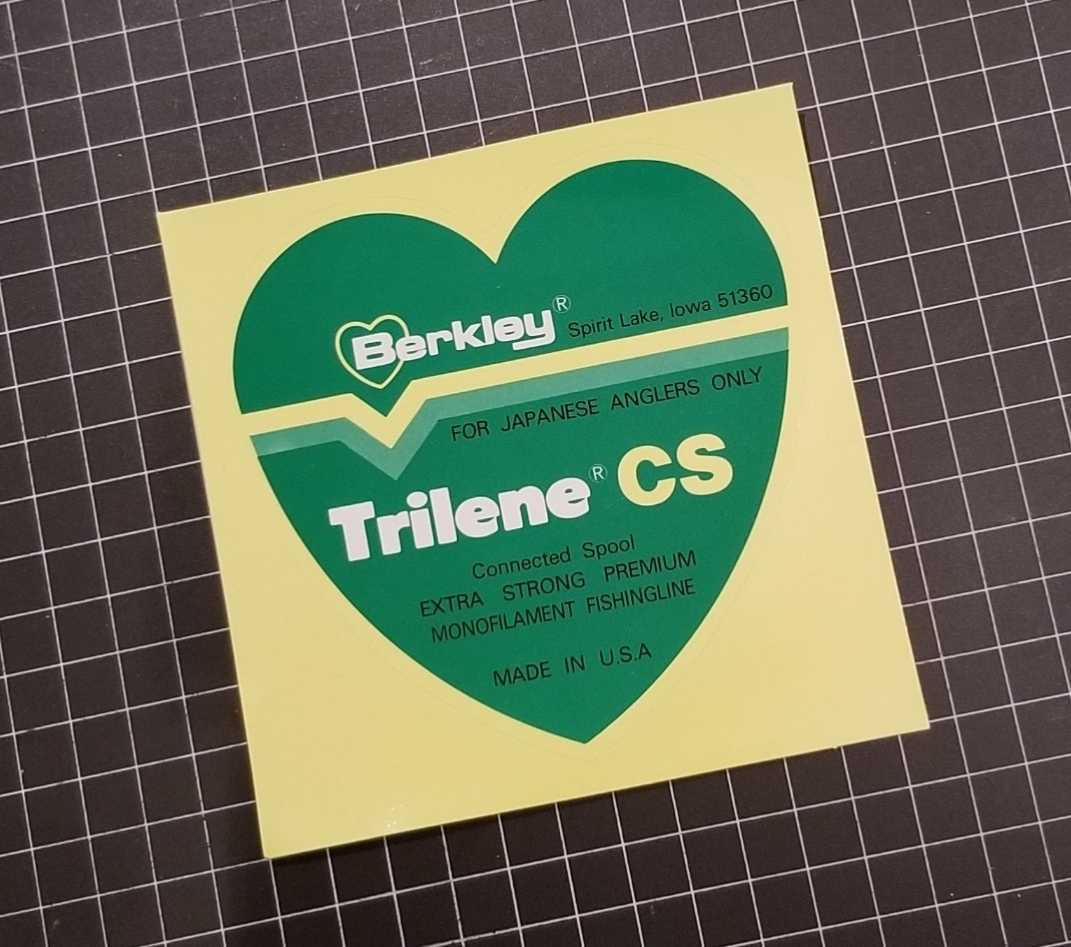 Berkley® Spirit Lake, Iowa 51360
FOR JAPANESE ANGLERS ONLY
Trilene® CS
Connected Spool
EXTRA STRONG PREMIUM
MONOFILAMENT FISHINGLINE
MADE IN U.S.A